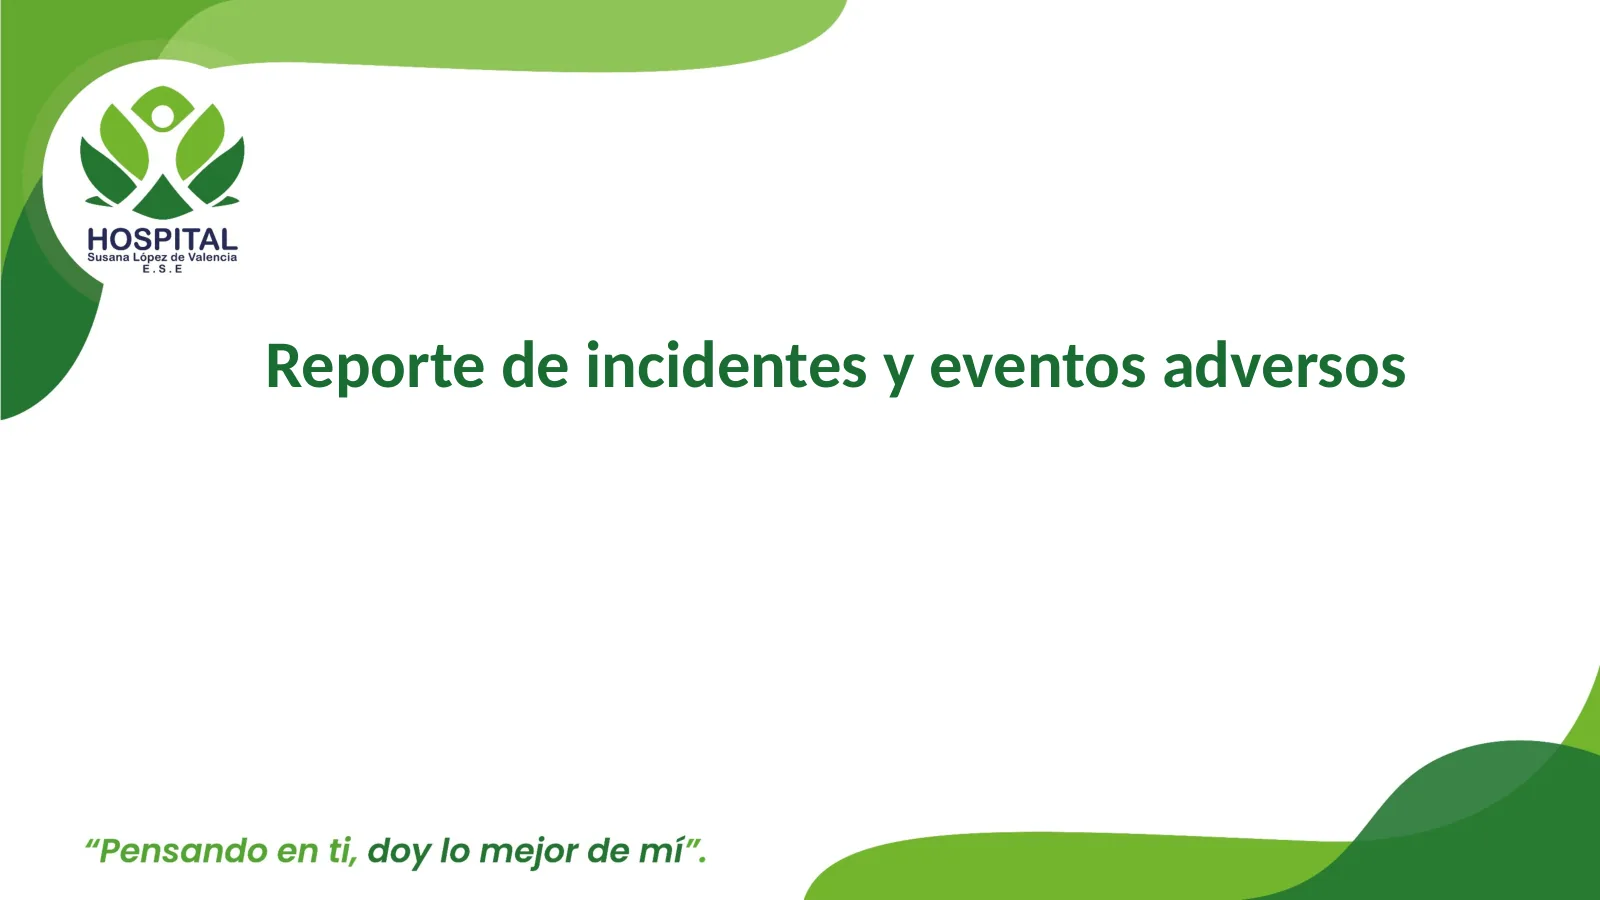 HOSPITAL
Susana López de Valencia
E.S.E
Reporte de incidentes y eventos adversos
“Pensando en ti, doy lo mejor de mí”.